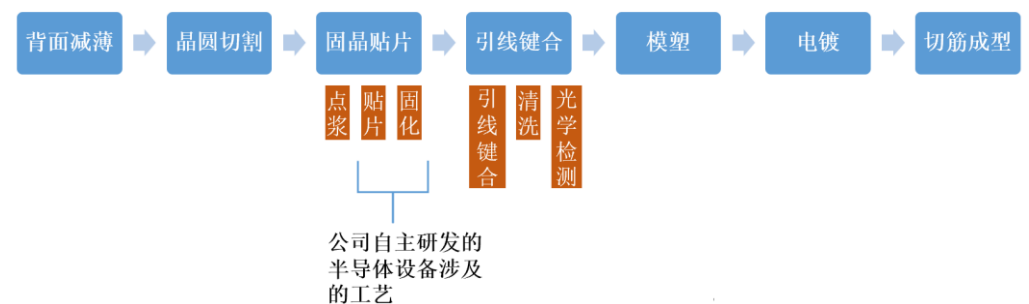 背面减薄
晶圆切割
固晶贴片
引线键合
模塑
电镀
切筋成型
点浆
贴片
固化
引线键合
清洗
光学检测
公司自主研发的
半导体设备涉及
的工艺